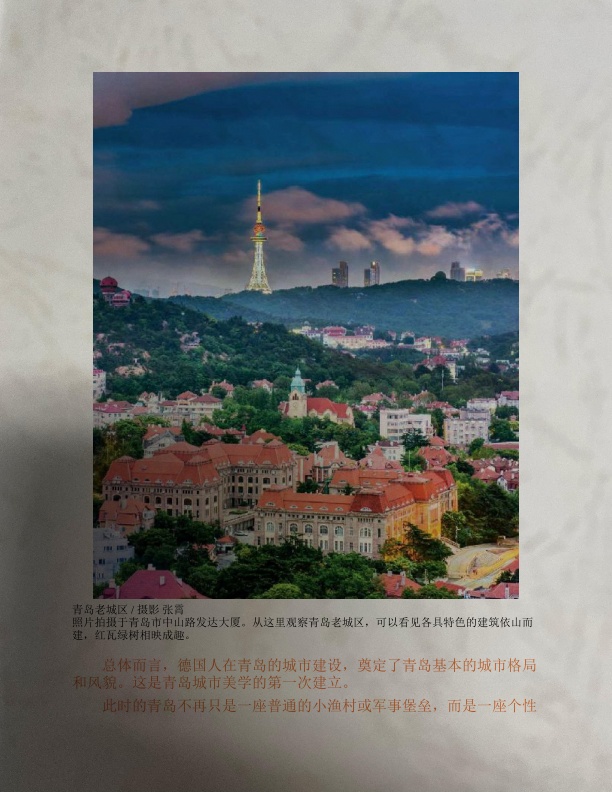 青岛老城区 / 摄影 张嵩
照片拍摄于青岛市中山路发达大厦。从这里观察青岛老城区，可以看见各具特色的建筑依山而
建，红瓦绿树相映成趣。
总体而言，德国人在青岛的城市建设，奠定了青岛基本的城市格局
和风貌。这是青岛城市美学的第一次建立。
此时的青岛不再只是一座普通的小渔村或军事堡垒，而是一座个性